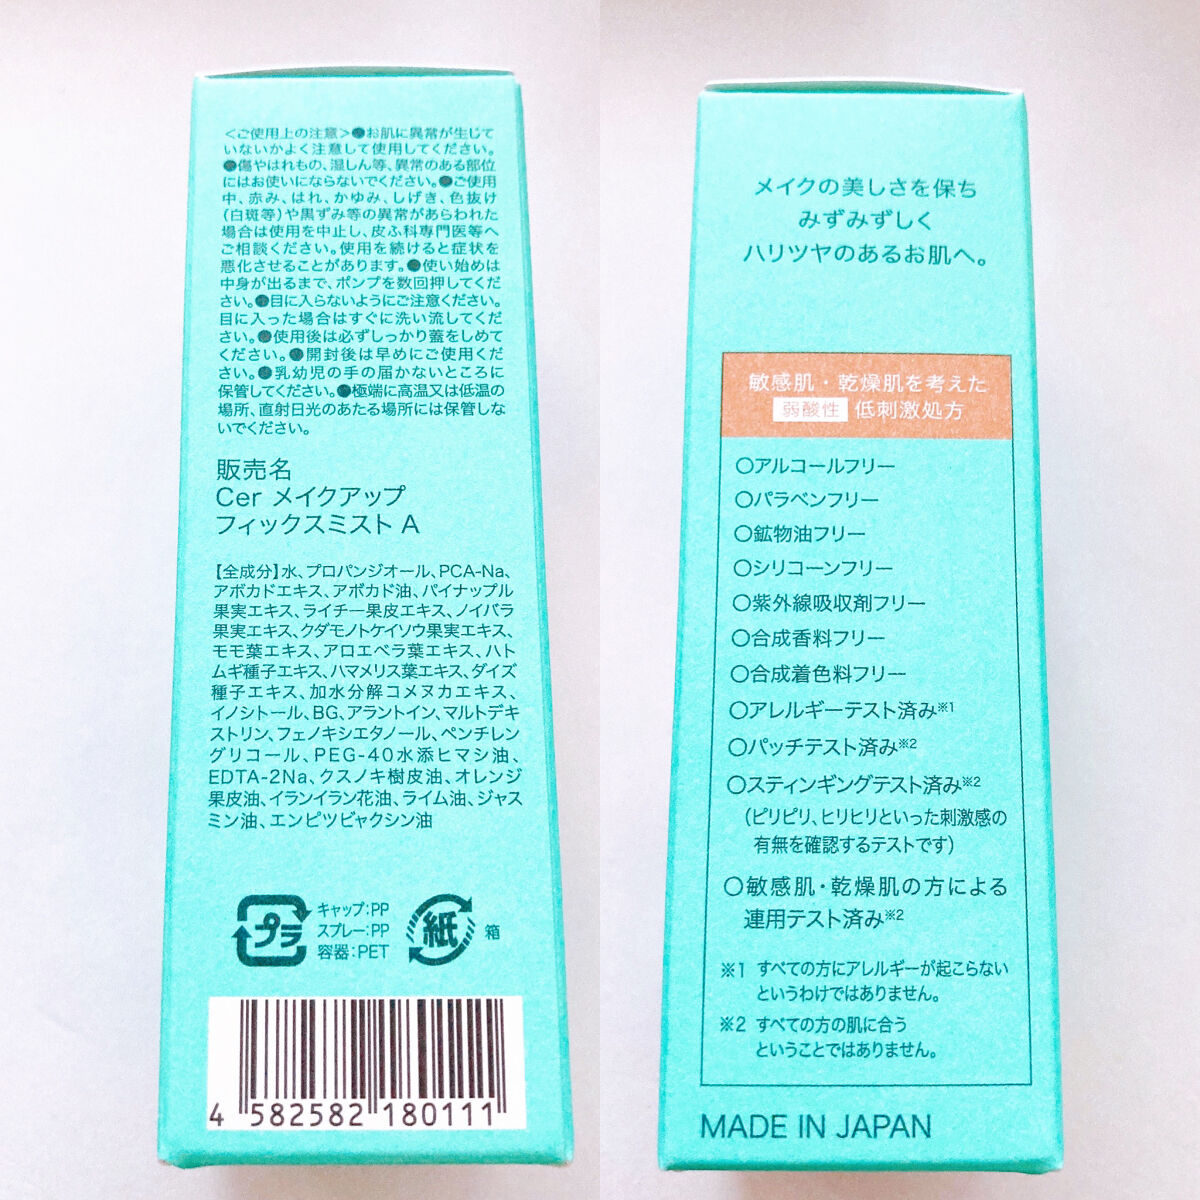 <ご使用上の注意>●お肌に異常が生じて
いないかよく注意して使用してください。
●傷やはれもの、湿しん等、異常のある部位
にはお使いにならないでください。●ご使用
中、赤み、はれ、かゆみ、しげき、色抜け
(白斑等)や黒ずみ等の異常があらわれた
場合は使用を中止し、皮ふ科専門医等へ
ご相談ください。使用を続けると症状を
悪化させることがあります。●使い始めは
中身が出るまで、ポンプを数回押してくだ
さい。●目に入らないようにご注意ください。
目に入った場合はすぐに洗い流してくだ
さい。●使用後は必ずしっかり蓋をしめて
ください。●開封後は早めにご使用くだ
さい。●乳幼児の手の届かないところに
保管してください。●極端に高温又は低温の
場所、直射日光のあたる場所には保管しな
いでください。
販売名
Cer メイクアップ
フィックスミスト A
【全成分】水、プロパンジオール、PCA-Na、
アボカドエキス、アボカド油、パイナップル
果実エキス、ライチー果皮エキス、ノイバラ
果実エキス、クダモノトケイソウ果実エキス、
モモ葉エキス、アロエベラ葉エキス、ハト
ムギ種子エキス、ハマメリス葉エキス、ダイズ
種子エキス、加水分解コメヌカエキス、
イノシトール、BG、アラントイン、マルトデキ
ストリン、フェノキシエタノール、ペンチレン
グリコール、PEG-40水添ヒマシ油、
EDTA-2Na、クスノキ樹皮油、オレンジ
果皮油、イランイラン花油、ライム油、ジャス
ミン油、エンピツビャクシン油
プラ
キャップ:PP
スプレー:PP
容器:PET
紙
箱
4 582582 180111
メイクの美しさを保ち
みずみずしく
ハリツヤのあるお肌へ。
敏感肌・乾燥肌を考えた
弱酸性 低刺激処方
○アルコールフリー
○パラベンフリー
○鉱物油フリー
○シリコーンフリー
○紫外線吸収剤フリー
○合成香料フリー
○合成着色料フリー
○アレルギーテスト済み※1
○パッチテスト済み※2
○スティンギングテスト済み※2
(ピリピリ、ヒリヒリといった刺激感の
有無を確認するテストです)
○敏感肌・乾燥肌の方による
連用テスト済み※2
※1 すべての方にアレルギーが起こらない
というわけではありません。
※2 すべての方の肌に合う
ということではありません。
MADE IN JAPAN